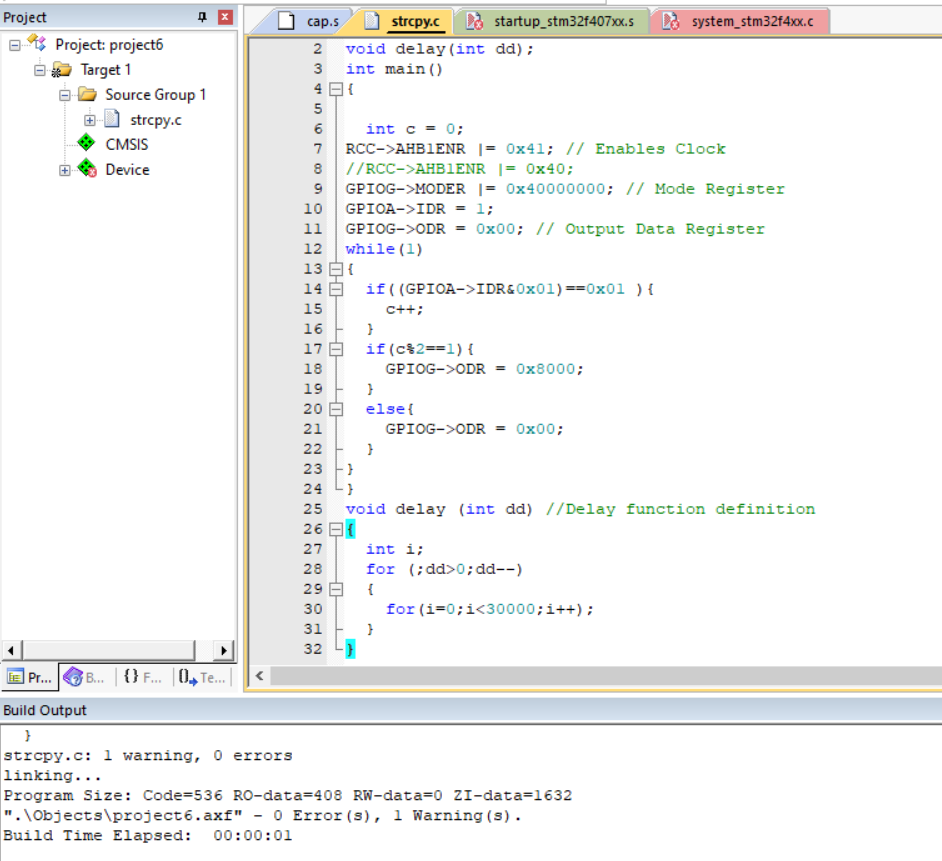 Project
Project: project6
Target 1
Source Group 1
strcpy.c
CMSIS
Device
Pr...
B...
{} F...
Te...
cap.s
strcpy.c
startup_stm32f407xx.s
system_stm32f4xx.c
2 void delay(int dd);
3 int main()
4 {
5
6 int c = 0;
7 RCC->AHB1ENR |= 0x41; // Enables Clock
8 //RCC->AHB1ENR |= 0x40;
9 GPIOG->MODER |= 0x40000000; // Mode Register
10 GPIOA->IDR = 1;
11 GPIOG->ODR = 0x00; // Output Data Register
12 while(1)
13 {
14 if((GPIOA->IDR&0x01)==0x01 ){
15 c++;
16 }
17 if(c%2==1){
18 GPIOG->ODR = 0x8000;
19 }
20 else{
21 GPIOG->ODR = 0x00;
22 }
23 }
24 }
25 void delay (int dd) //Delay function definition
26 {
27 int i;
28 for (;dd>0;dd--)
29 {
30 for(i=0;i<30000;i++);
31 }
32 }
Build Output
}
strcpy.c: 1 warning, 0 errors
linking...
Program Size: Code=536 RO-data=408 RW-data=0 ZI-data=1632
".\Objects\project6.axf" - 0 Error(s), 1 Warning(s).
Build Time Elapsed: 00:00:01